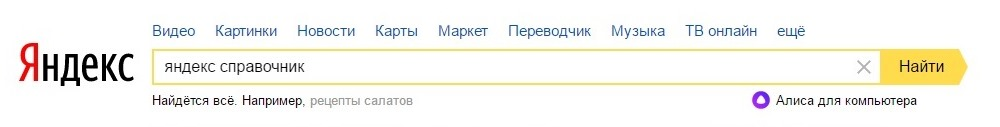 Видео Картинки Новости Карты Маркет Переводчик Музыка ТВ онлайн ещё
Яндекс яндекс справочник Найти
Найдётся всё. Например, рецепты салатов Алиса для компьютера